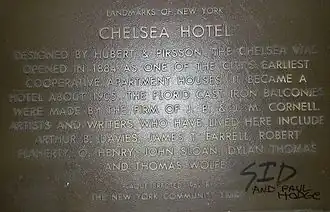 LANDMARKS OF NEW YORK
CHELSEA HOTEL
DESIGNED BY HUBERT & PIRSSON, THE CHELSEA WAS
OPENED IN 1884 AS ONE OF THE CITY'S EARLIEST
COOPERATIVE APARTMENT HOUSES. IT BECAME A
HOTEL ABOUT 1905. THE FLORID CAST IRON BALCONIES
WERE MADE BY THE FIRM OF J. B. AND J. M. CORNELL.
ARTISTS AND WRITERS WHO HAVE LIVED HERE INCLUDE
ARTHUR B. DAVIES, JAMES T. FARRELL, ROBERT
FLAHERTY, O. HENRY, JOHN SLOAN, DYLAN THOMAS
AND THOMAS WOLFE
PLAQUE ERECTED
THE NEW YORK COMMUNITY TRUST
SID
AND PAUL
HODGE